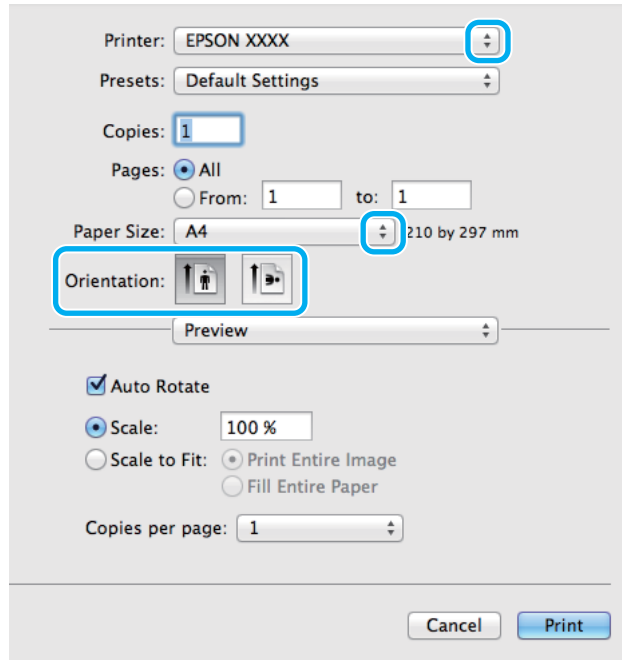 Printer: EPSON XXXX
Presets: Default Settings
Copies: 1
Pages: All
From: 1 to: 1
Paper Size: A4 210 by 297 mm
Orientation:
Preview
Auto Rotate
Scale: 100 %
Scale to Fit: Print Entire Image
Fill Entire Paper
Copies per page: 1
Cancel Print